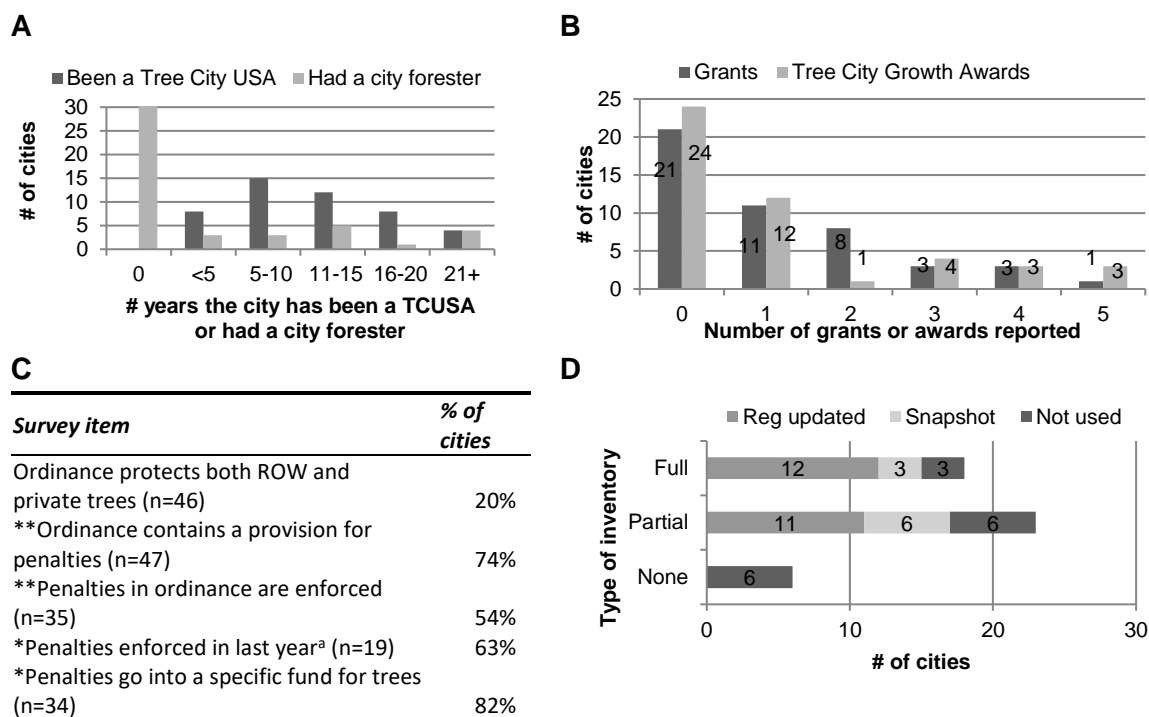 A
Been a Tree City USA Had a city forester
30
25
20
15
10
5
0
# of cities
0 <5 5-10 11-15 16-20 21+
# years the city has been a TCUSA
or had a city forester
B
Grants Tree City Growth Awards
25
20
15
10
5
0
# of cities
21 24
11 12
8 1
3 4
3 3
1 3
0 1 2 3 4 5
Number of grants or awards reported
C
Survey item % of
cities
Ordinance protects both ROW and
private trees (n=46) 20%
**Ordinance contains a provision for
penalties (n=47) 74%
**Penalties in ordinance are enforced
(n=35) 54%
*Penalties enforced in last yearᵃ (n=19) 63%
*Penalties go into a specific fund for trees
(n=34) 82%
D
Reg updated Snapshot Not used
Type of inventory
Full 12 3 3
Partial 11 6 6
None 6
0 10 20 30
# of cities